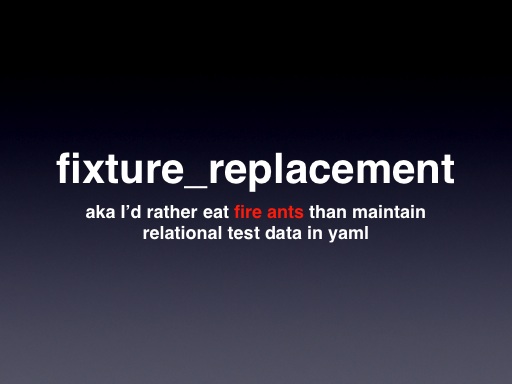 fixture_replacement
aka I'd rather eat fire ants than maintain
relational test data in yaml